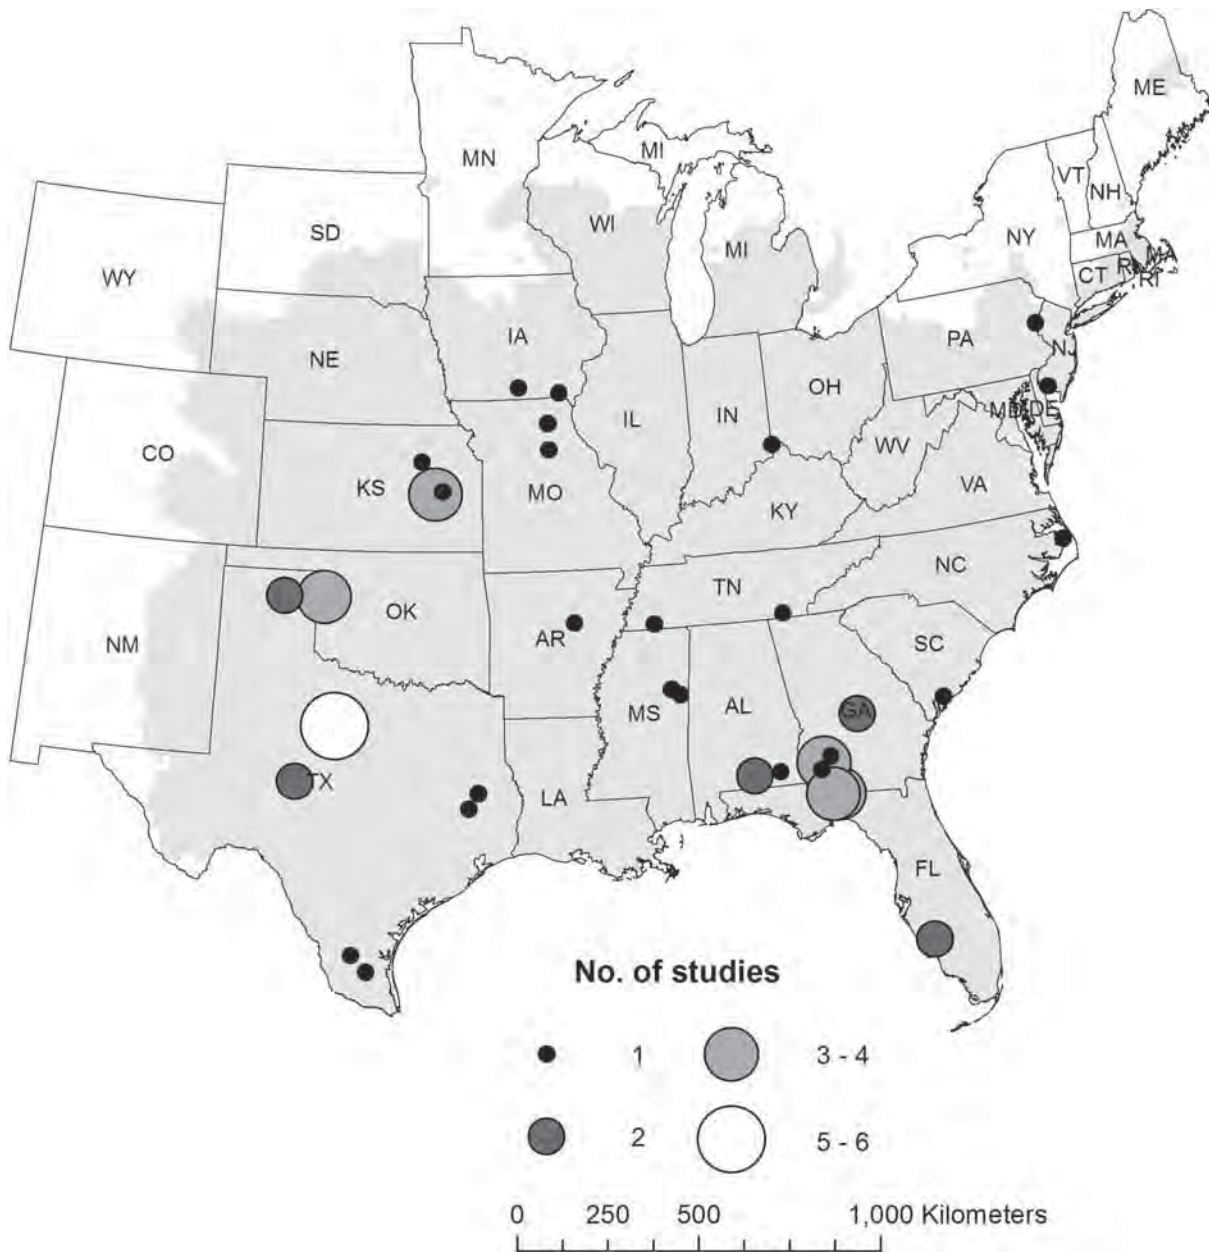 ME
MN
MI
VT
NH
WI
SD
NY
MA
MI
MA
WY
CT
RI
IA
PA
NE
OH
IL
IN
MD
DE
CO
WV
KS
VA
MO
KY
NC
TN
OK
AR
NM
SC
GA
MS
AL
TX
LA
FL
No. of studies
1
3 - 4
2
5 - 6
0
250
500
1,000 Kilometers